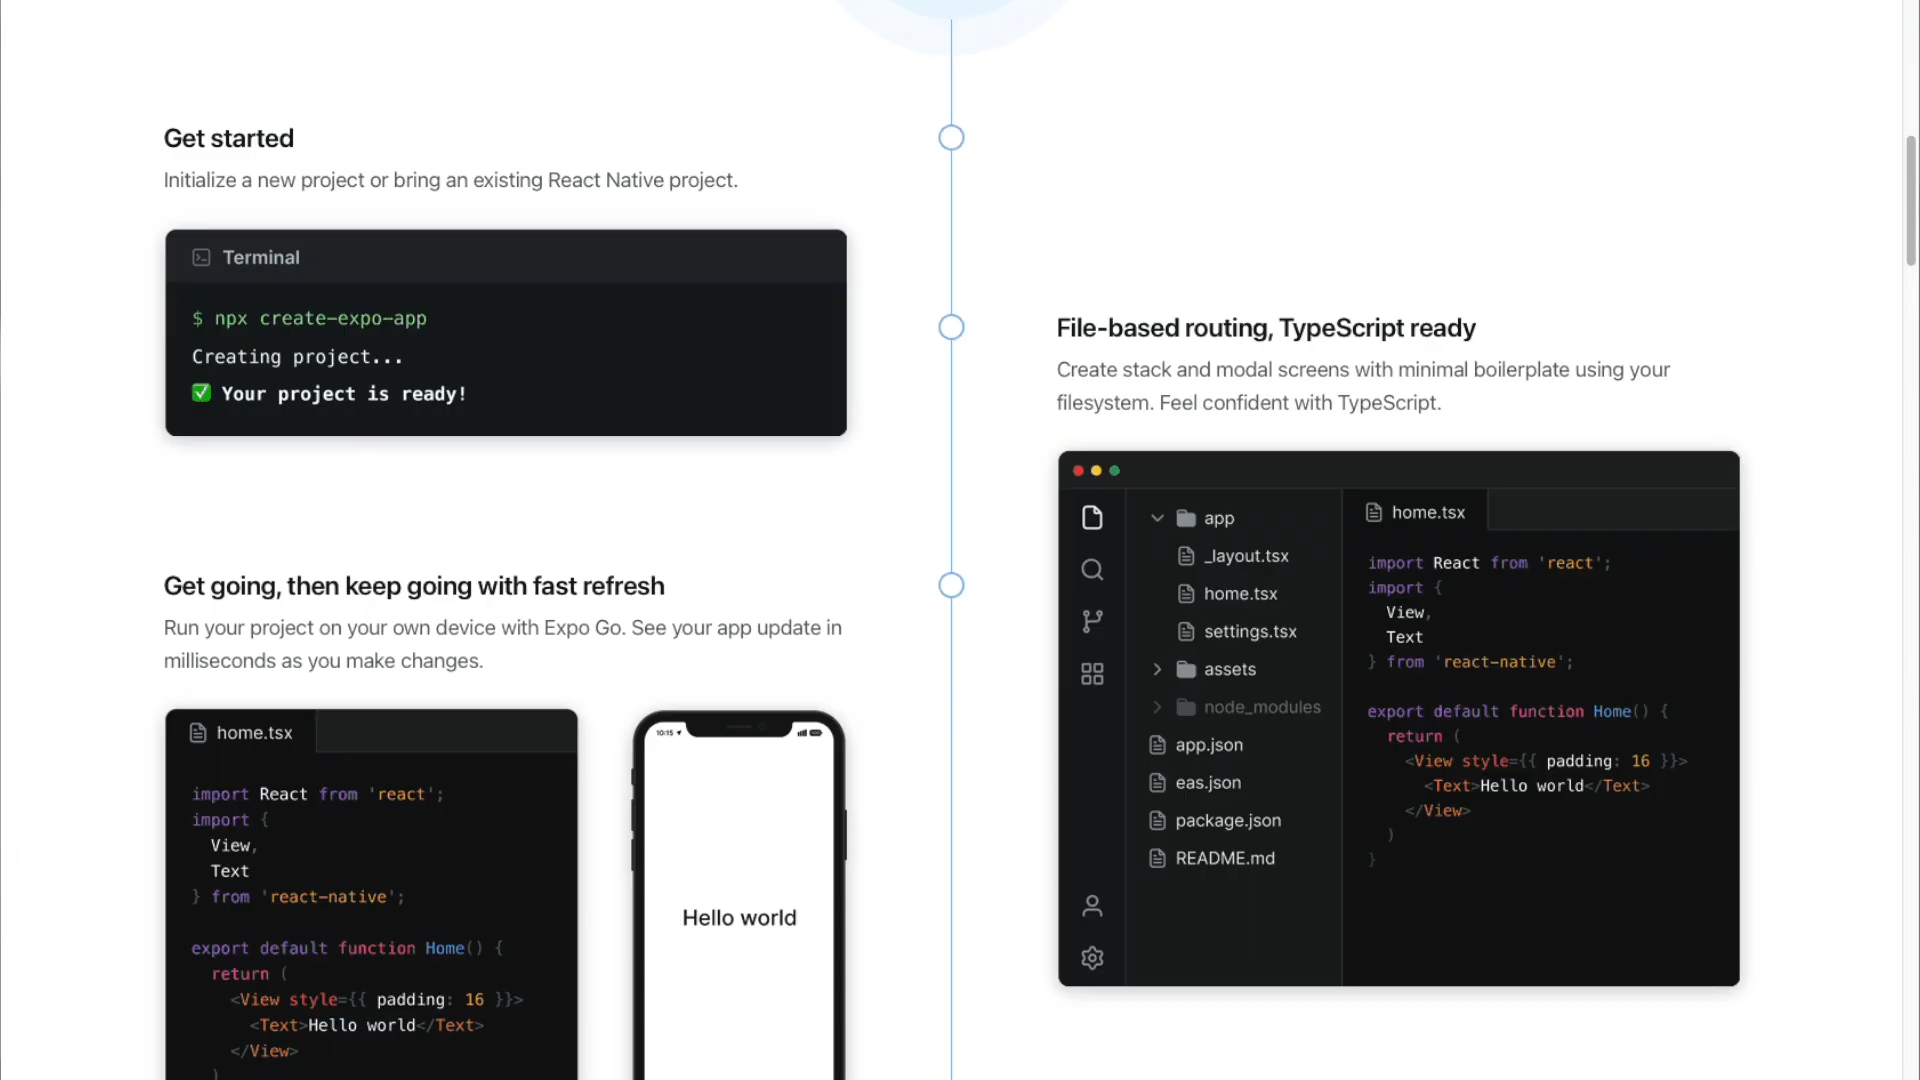 Get started
Initialize a new project or bring an existing React Native project.
Terminal
$ npx create-expo-app
Creating project...
✅ Your project is ready!
File-based routing, TypeScript ready
Create stack and modal screens with minimal boilerplate using your
filesystem. Feel confident with TypeScript.
app
_layout.tsx
home.tsx
settings.tsx
assets
node_modules
app.json
eas.json
package.json
README.md
home.tsx
import React from 'react';
import {
View,
Text
} from 'react-native';
export default function Home() {
return (
<View style={{ padding: 16 }}>
<Text>Hello world</Text>
</View>
)
}
Get going, then keep going with fast refresh
Run your project on your own device with Expo Go. See your app update in
milliseconds as you make changes.
home.tsx
import React from 'react';
import {
View,
Text
} from 'react-native';
export default function Home() {
return (
<View style={{ padding: 16 }}>
<Text>Hello world</Text>
</View>
)
10:15
Hello world